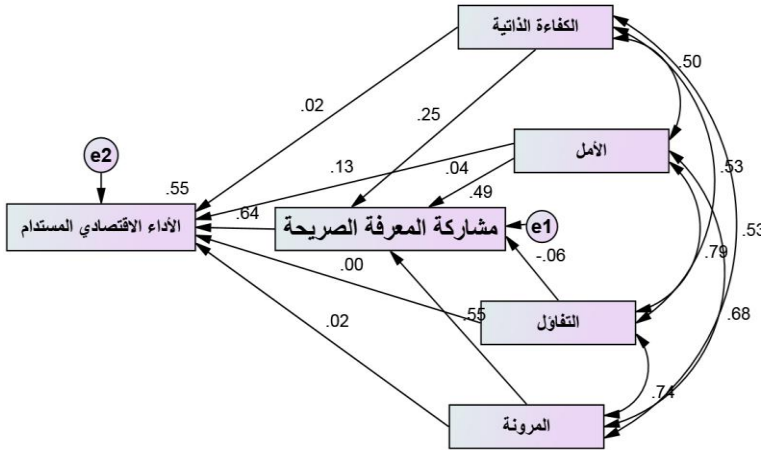 الكفاءة الذاتية
.50
.02
.25
الأمل
e2
.13
.04
.53
.55
.49
.64
الأداء الاقتصادي المستدام
مشاركة المعرفة الصريحة
e1
.53
-.06
.79
.00
التفاؤل
.55
.68
.02
.74
المرونة